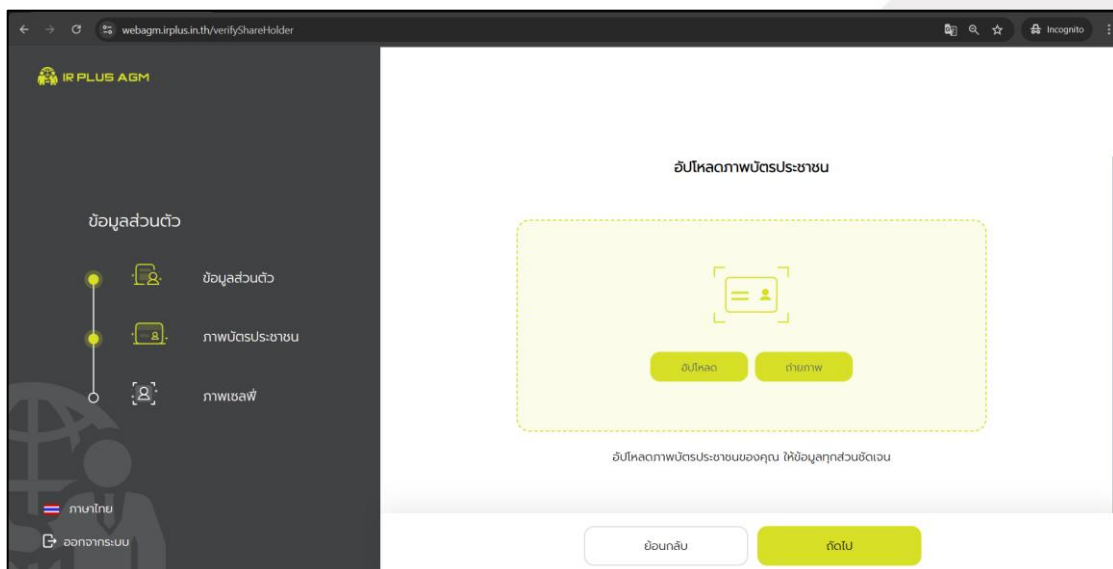 webagm.irplus.in.th/verifyShareHolder
Incognito
IR PLUS AGM
ข้อมูลส่วนตัว
ข้อมูลส่วนตัว
ภาพบัตรประชาชน
ภาพเซลฟี่
ภาษาไทย
ออกจากระบบ
อัปโหลดภาพบัตรประชาชน
อัปโหลด
ถ่ายภาพ
อัปโหลดภาพบัตรประชาชนของคุณ ให้ข้อมูลทุกส่วนชัดเจน
ย้อนกลับ
ถัดไป